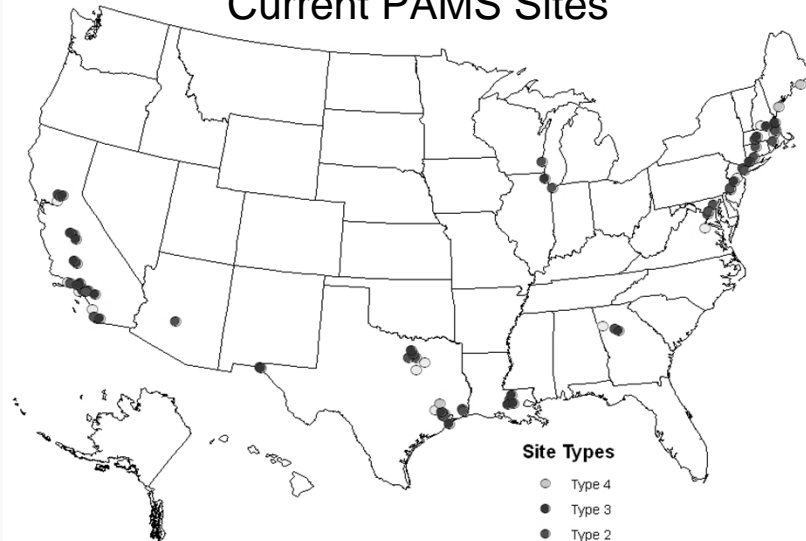 Current PAMS Sites
Site Types
Type 4
Type 3
Type 2